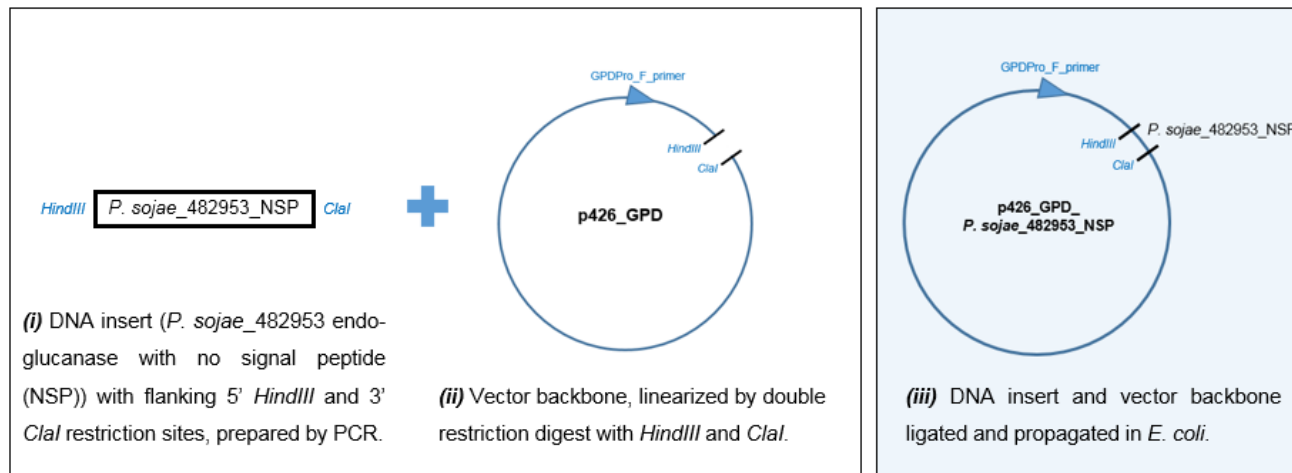 HindIII P. sojae_482953_NSP ClaI
(i) DNA insert (P. sojae_482953 endo-
glucanase with no signal peptide
(NSP)) with flanking 5’ HindIII and 3’
ClaI restriction sites, prepared by PCR.
GPDPro_F_primer
HindIII
ClaI
p426_GPD
(ii) Vector backbone, linearized by double
restriction digest with HindIII and ClaI.
GPDPro_F_primer
P. sojae_482953_NSP
HindIII
ClaI
p426_GPD_
P. sojae_482953_NSP
(iii) DNA insert and vector backbone
ligated and propagated in E. coli.